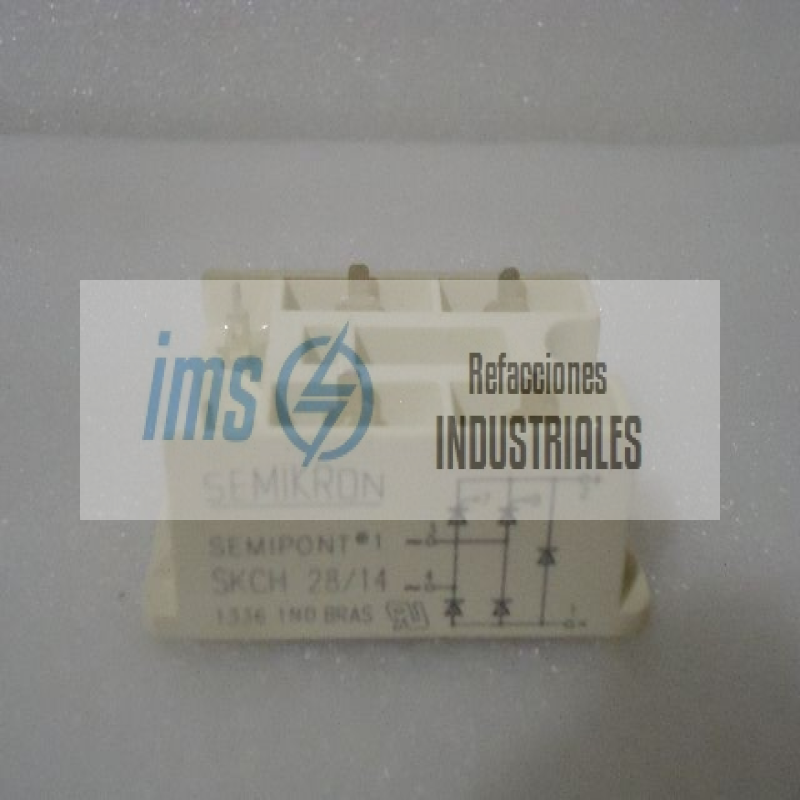 ims
Refacciones
INDUSTRIALES
SEMIKRON
SEMIPONT® 1
SKCH 28/14
1336 IND BRAS